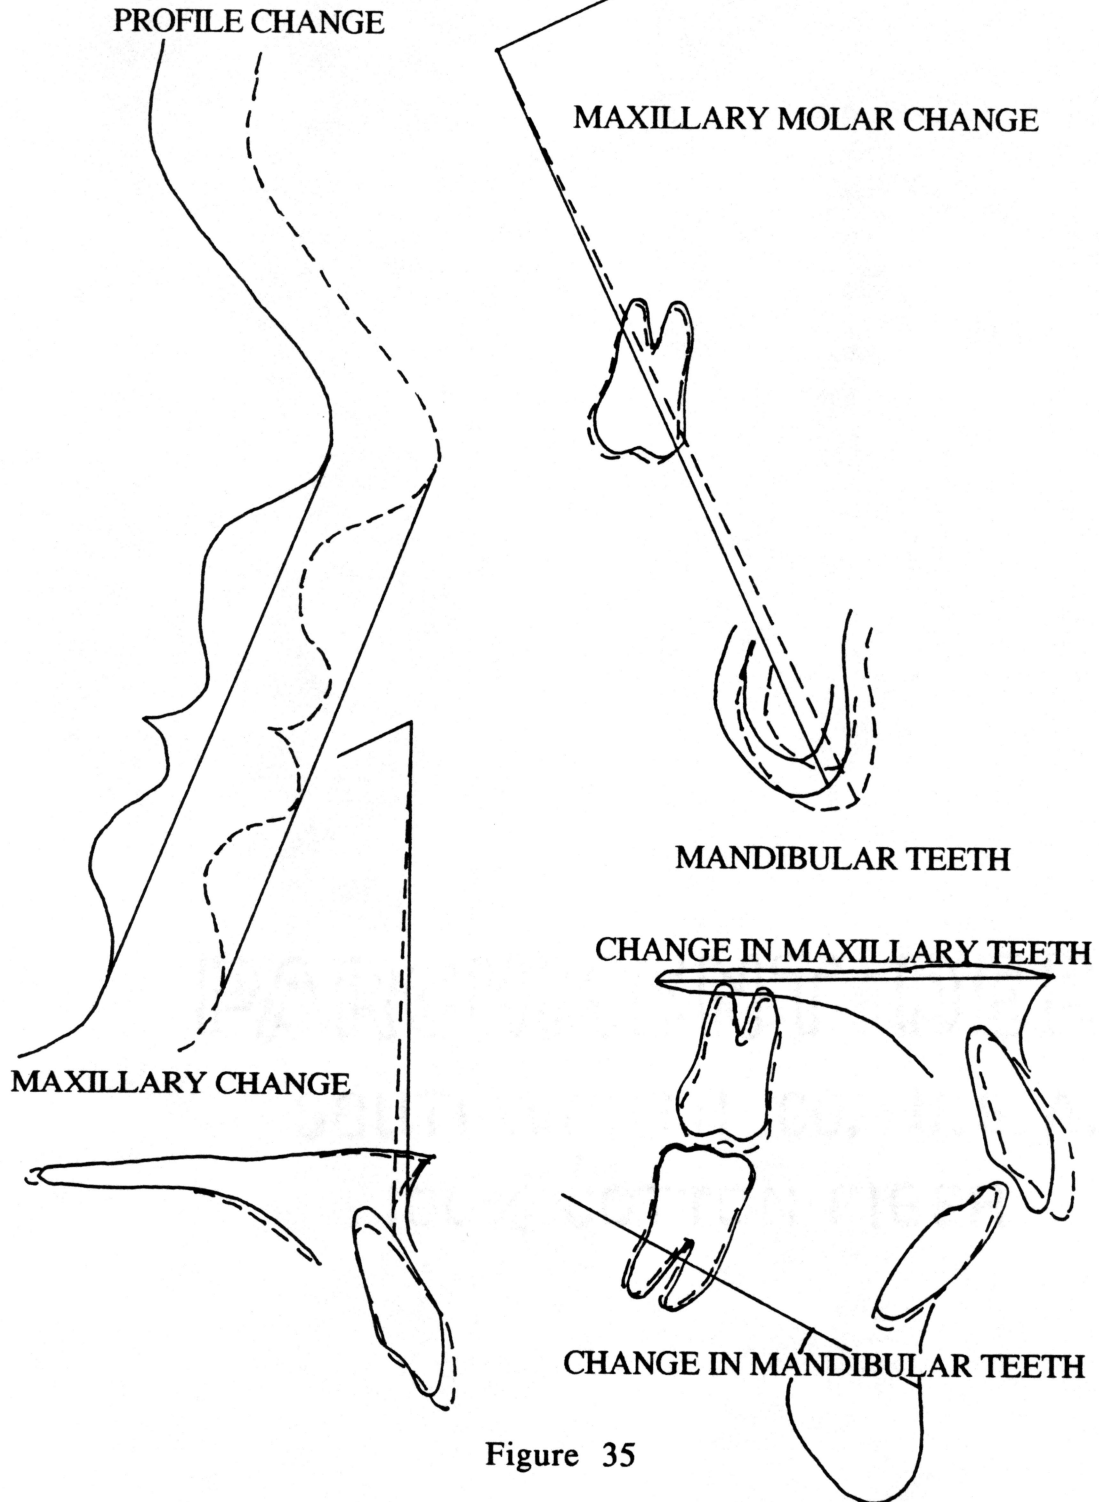 PROFILE CHANGE
MAXILLARY MOLAR CHANGE
MANDIBULAR TEETH
CHANGE IN MAXILLARY TEETH
MAXILLARY CHANGE
CHANGE IN MANDIBULAR TEETH
Figure 35